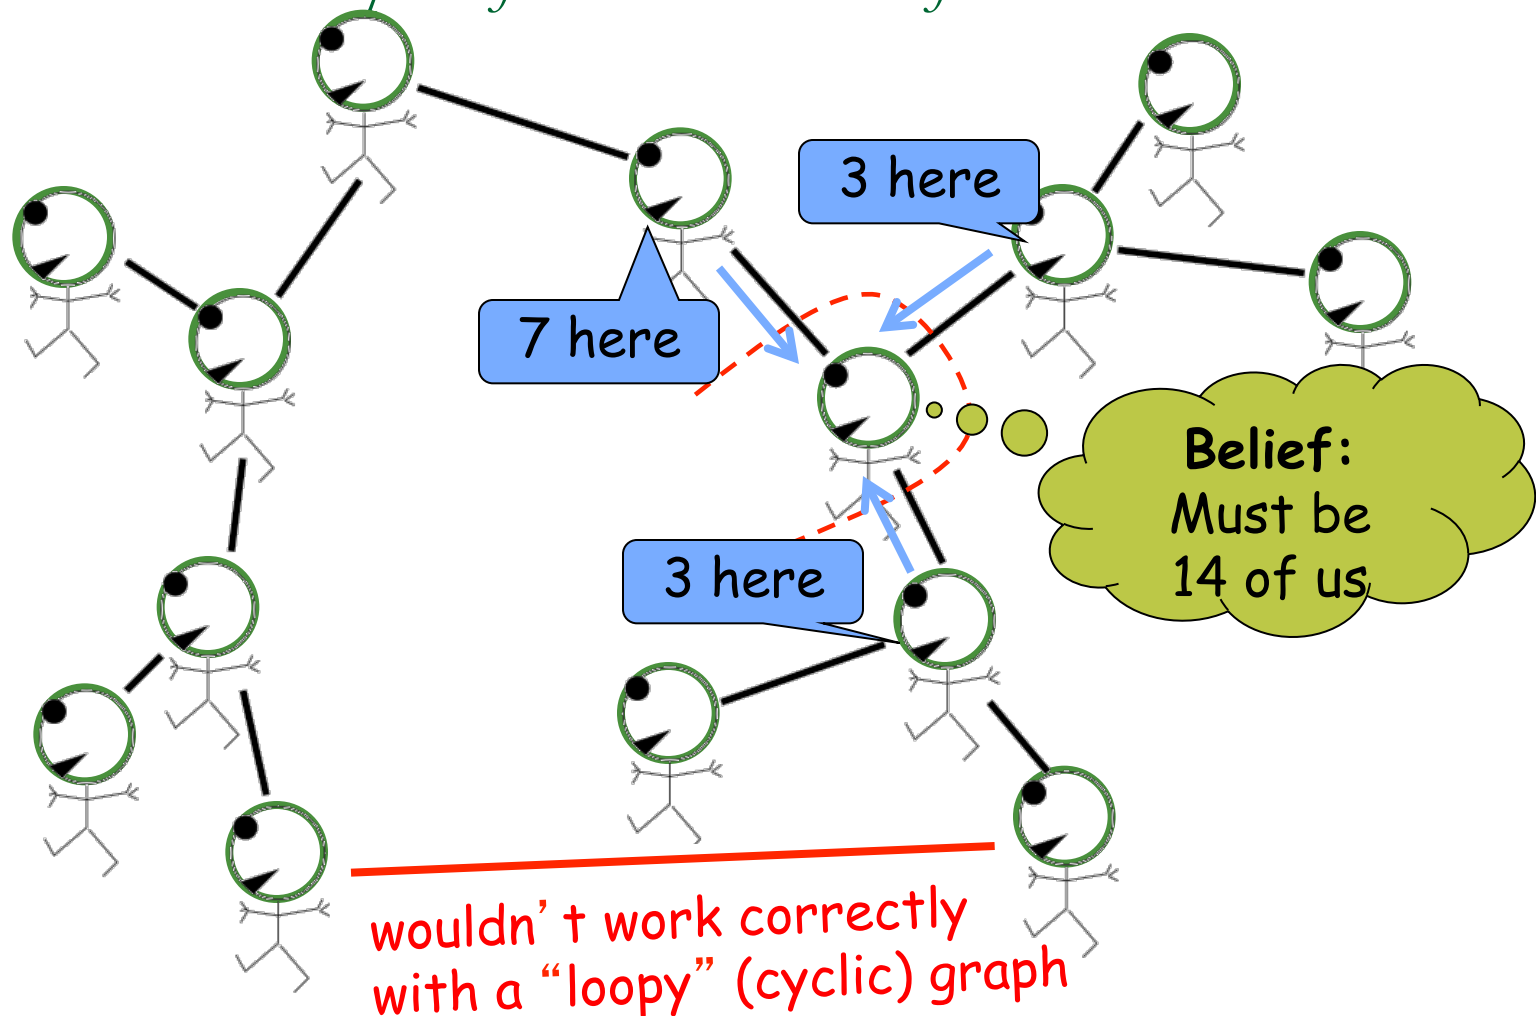 3 here
7 here
Belief:
Must be
14 of us
3 here
wouldn’t work correctly
with a “loopy” (cyclic) graph